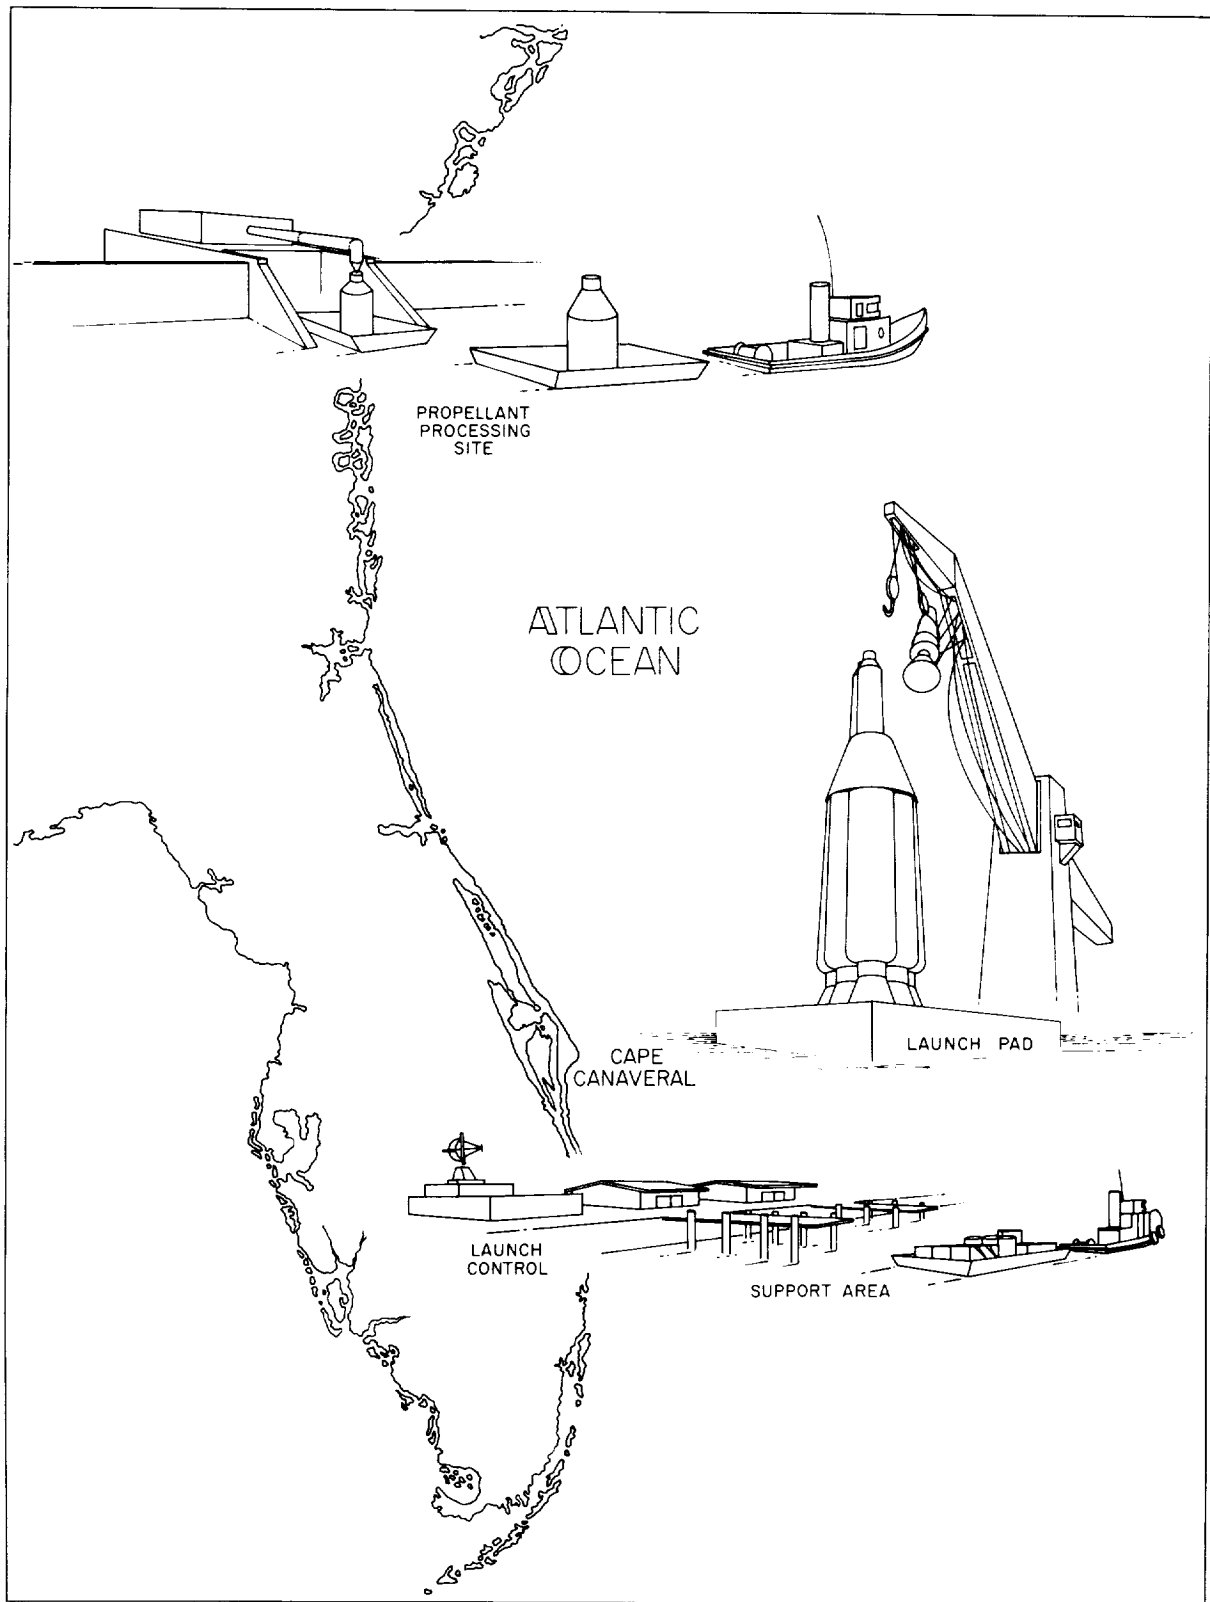 PROPELLANT
PROCESSING
SITE
ATLANTIC
OCEAN
LAUNCH PAD
CAPE
CANAVERAL
LAUNCH
CONTROL
SUPPORT AREA